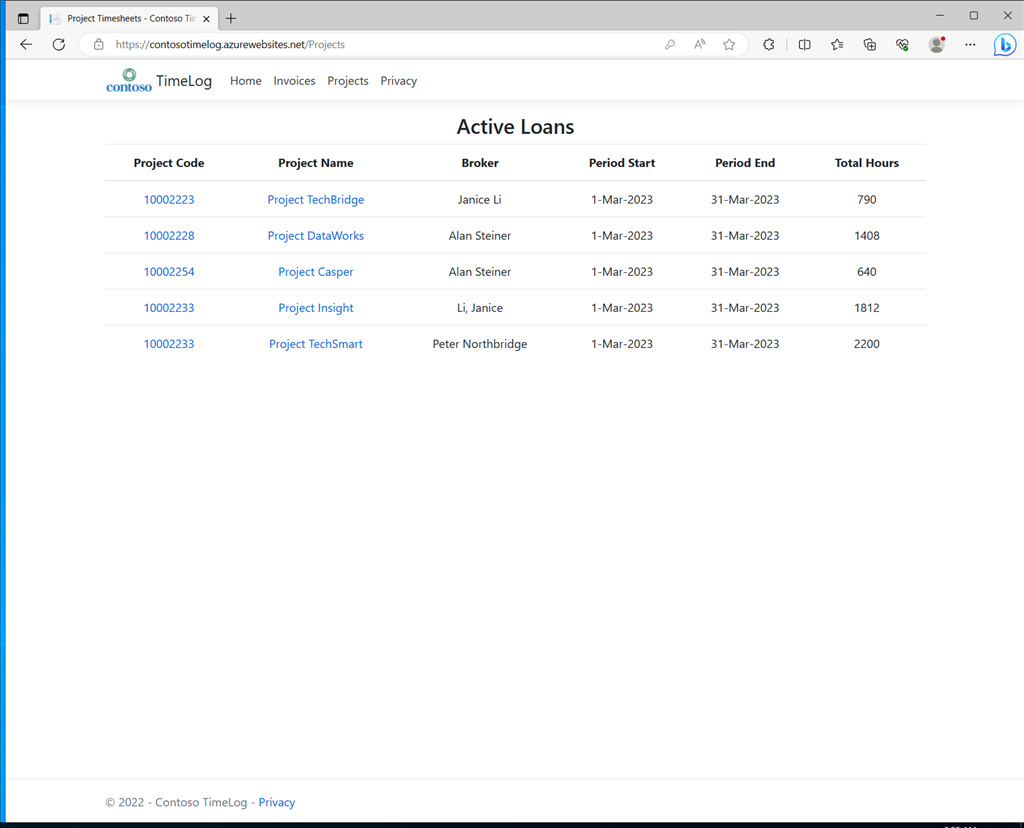 Project Timesheets - Contoso Tim
https://contosotimelog.azurewebsites.net/Projects
contoso TimeLog Home Invoices Projects Privacy
Active Loans
Project Code Project Name Broker Period Start Period End Total Hours
10002223 Project TechBridge Janice Li 1-Mar-2023 31-Mar-2023 790
10002228 Project DataWorks Alan Steiner 1-Mar-2023 31-Mar-2023 1408
10002254 Project Casper Alan Steiner 1-Mar-2023 31-Mar-2023 640
10002233 Project Insight Li, Janice 1-Mar-2023 31-Mar-2023 1812
10002233 Project TechSmart Peter Northbridge 1-Mar-2023 31-Mar-2023 2200
© 2022 - Contoso TimeLog - Privacy